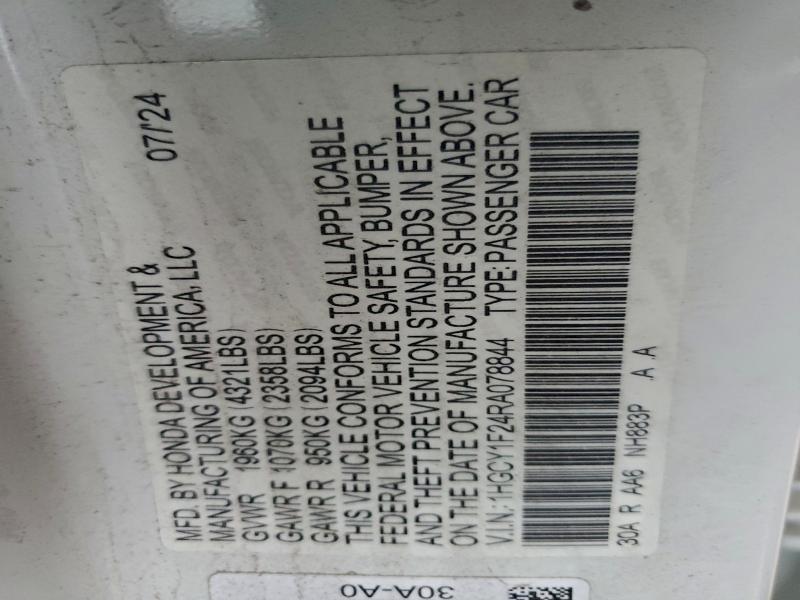 MFD. BY HONDA DEVELOPMENT &
MANUFACTURING OF AMERICA, LLC 07/'24
GVWR 1960KG (4321LBS)
GAWR F 1070KG (2358LBS)
GAWR R 950KG (2094LBS)
THIS VEHICLE CONFORMS TO ALL APPLICABLE
FEDERAL MOTOR VEHICLE SAFETY, BUMPER,
AND THEFT PREVENTION STANDARDS IN EFFECT
ON THE DATE OF MANUFACTURE SHOWN ABOVE.
V.I.N.: 1HGCY1F24RA078844 TYPE: PASSENGER CAR
30A R AA6 NH883P .A .A
30A-A0